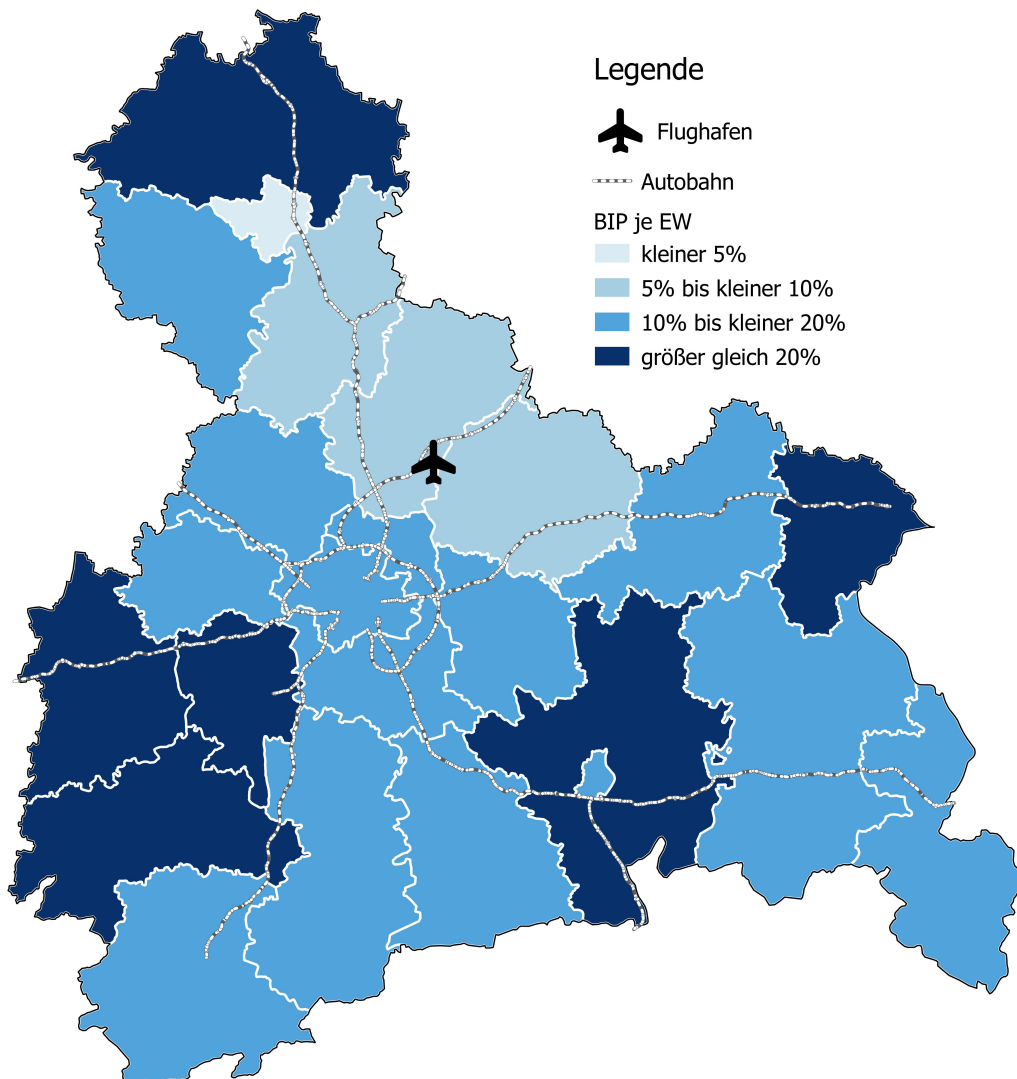 Legende
Flughafen
Autobahn
BIP je EW
kleiner 5%
5% bis kleiner 10%
10% bis kleiner 20%
größer gleich 20%